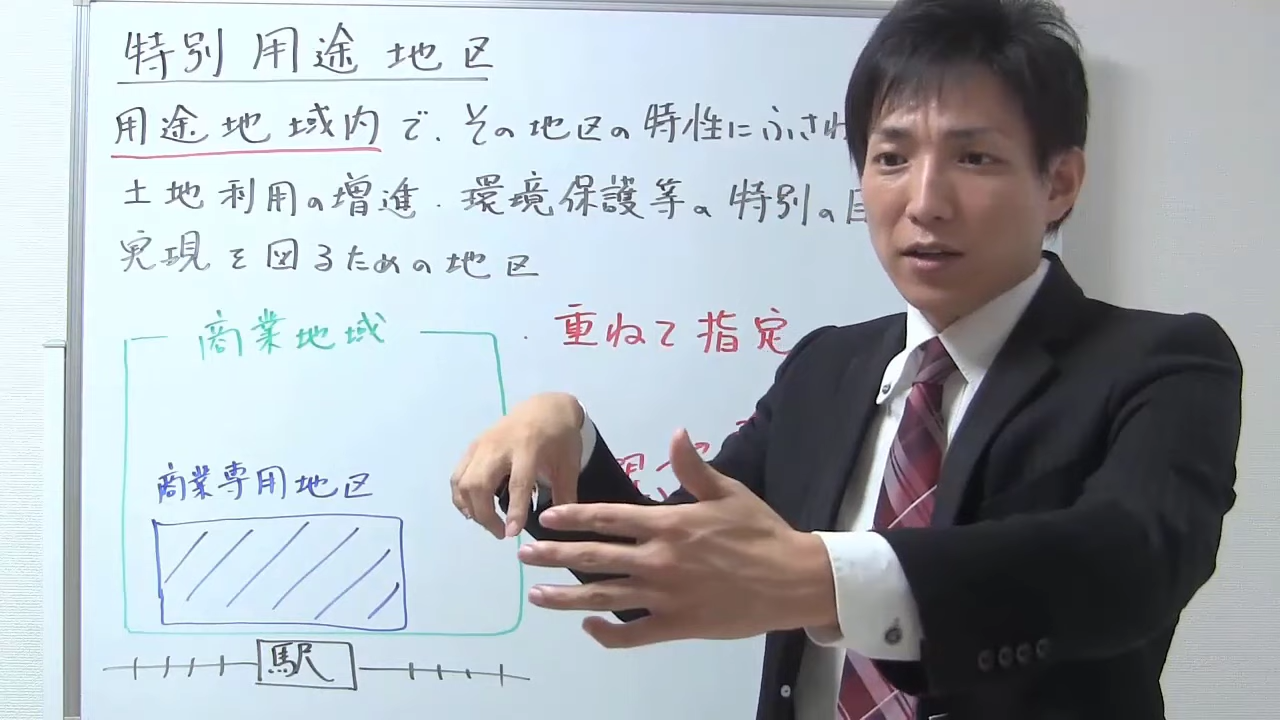 特別用途地区
用途地域内で、その地区の特性にふさわ
土地利用の増進、環境保護等の特別の目
実現を図るための地区
商業地域
・重ねて指定
商業専用地区
駅